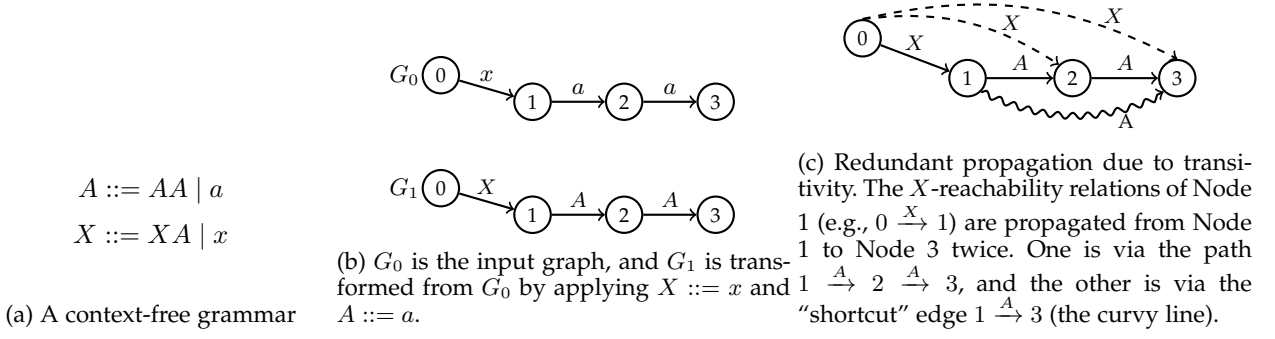 A ::= AA | a
X ::= XA | x
(a) A context-free grammar
G₀ 0 x 1 a 2 a 3
G₁ 0 X 1 A 2 A 3
(b) G₀ is the input graph, and G₁ is trans-
formed from G₀ by applying X ::= x and
A ::= a.
0 X 1 A 2 A 3 X X A
(c) Redundant propagation due to transi-
tivity. The X-reachability relations of Node
1 (e.g., 0 X→ 1) are propagated from Node
1 to Node 3 twice. One is via the path
1 A→ 2 A→ 3, and the other is via the
“shortcut” edge 1 A→ 3 (the curvy line).